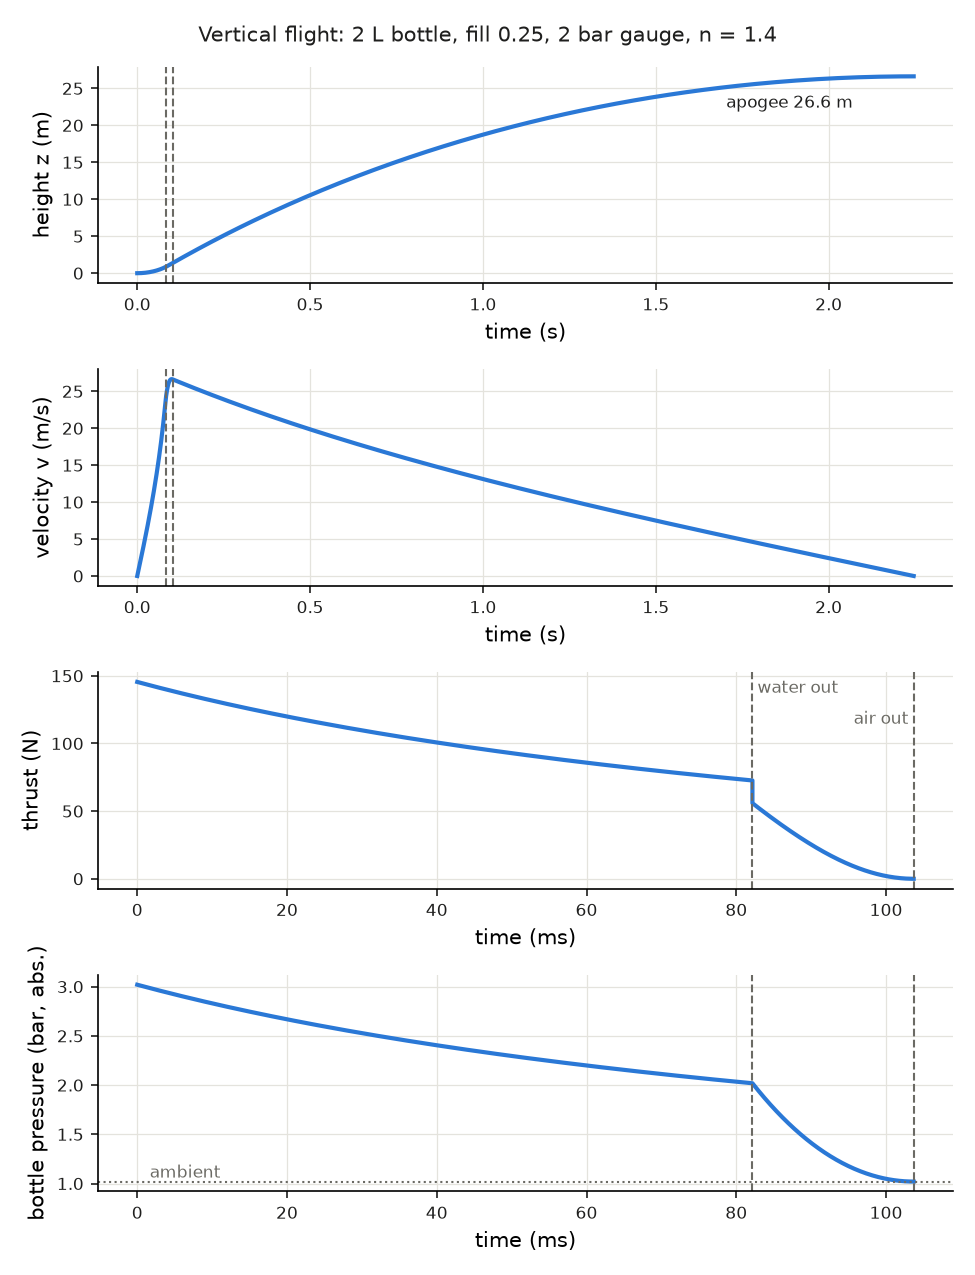 Vertical flight: 2 L bottle, fill 0.25, 2 bar gauge, n = 1.4
height z (m)
25
20
15
10
5
0
apogee 26.6 m
0.0 0.5 1.0 1.5 2.0
time (s)
velocity v (m/s)
25
20
15
10
5
0
0.0 0.5 1.0 1.5 2.0
time (s)
thrust (N)
150
100
50
0
water out
air out
0 20 40 60 80 100
time (ms)
bottle pressure (bar, abs.)
3.0
2.5
2.0
1.5
1.0
ambient
0 20 40 60 80 100
time (ms)